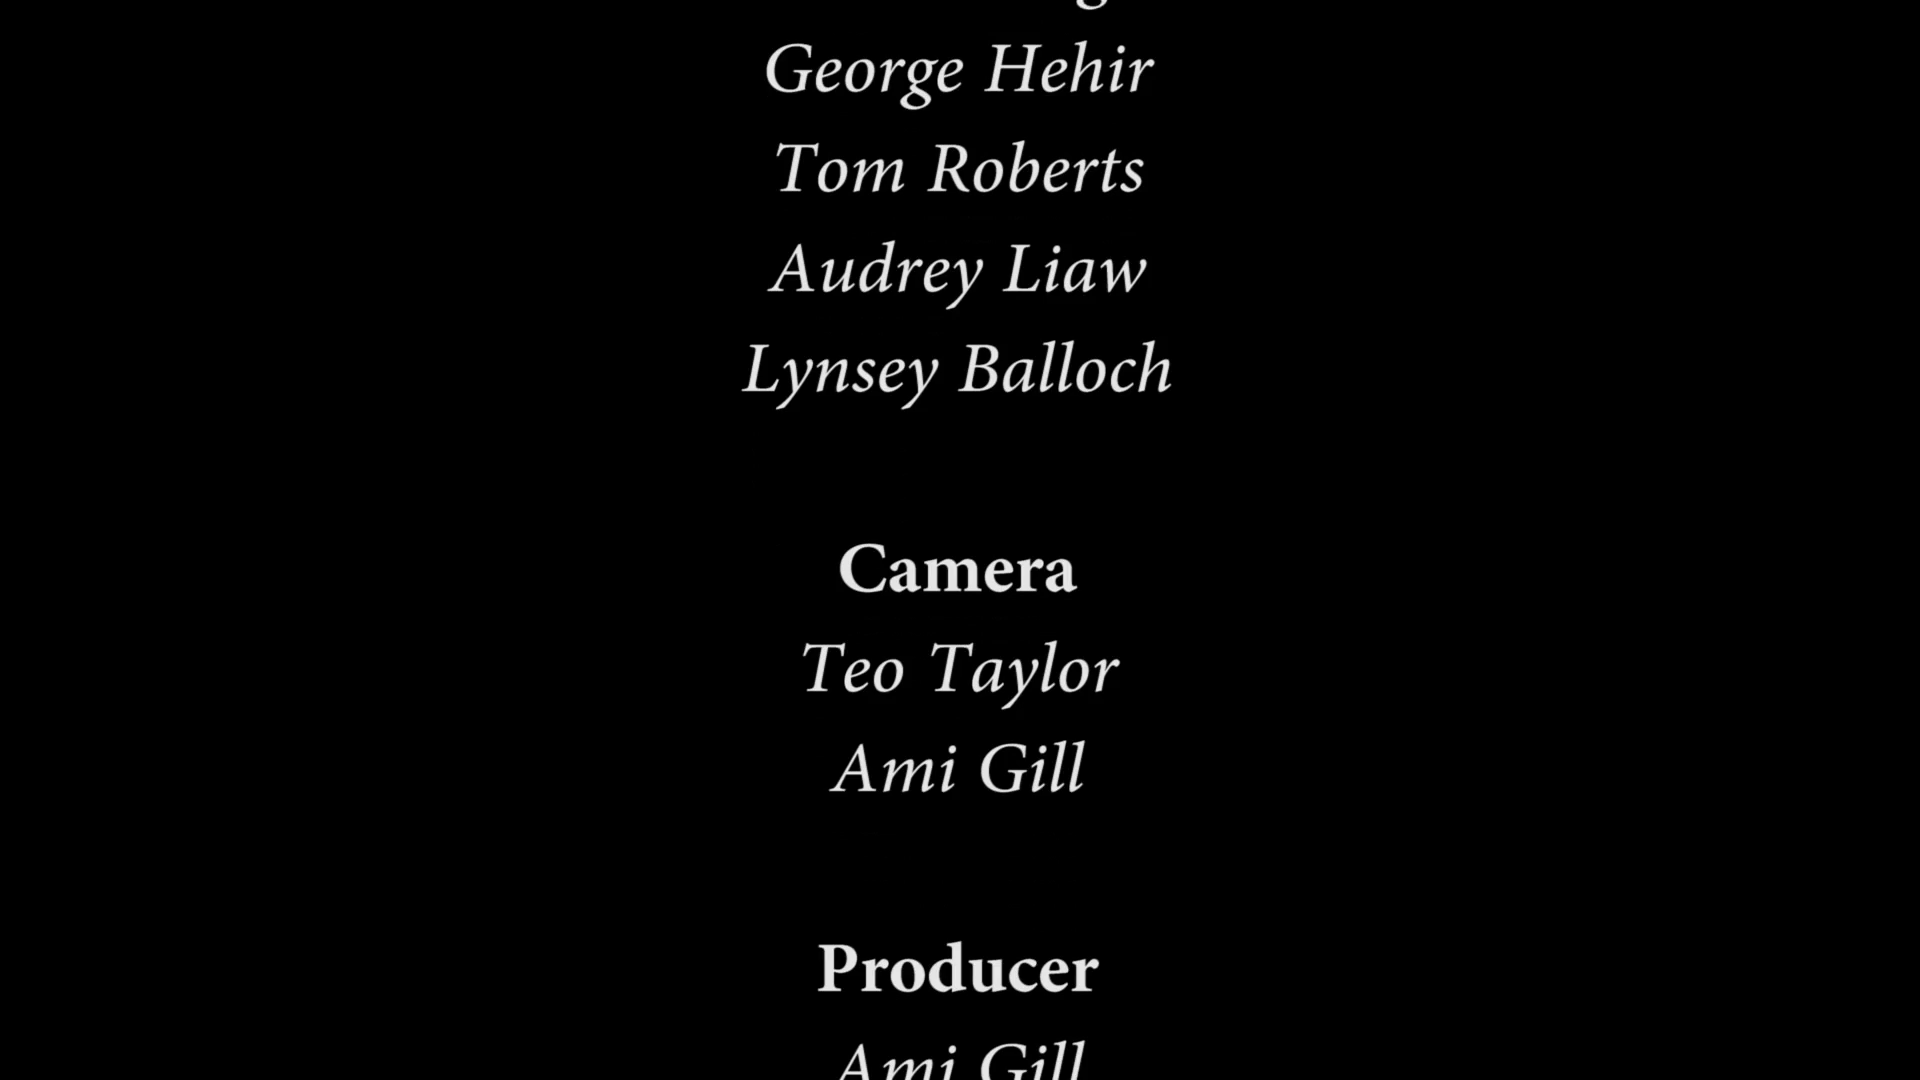 George Hehir
Tom Roberts
Audrey Liaw
Lynsey Balloch
Camera
Teo Taylor
Ami Gill
Producer
Ami Gill